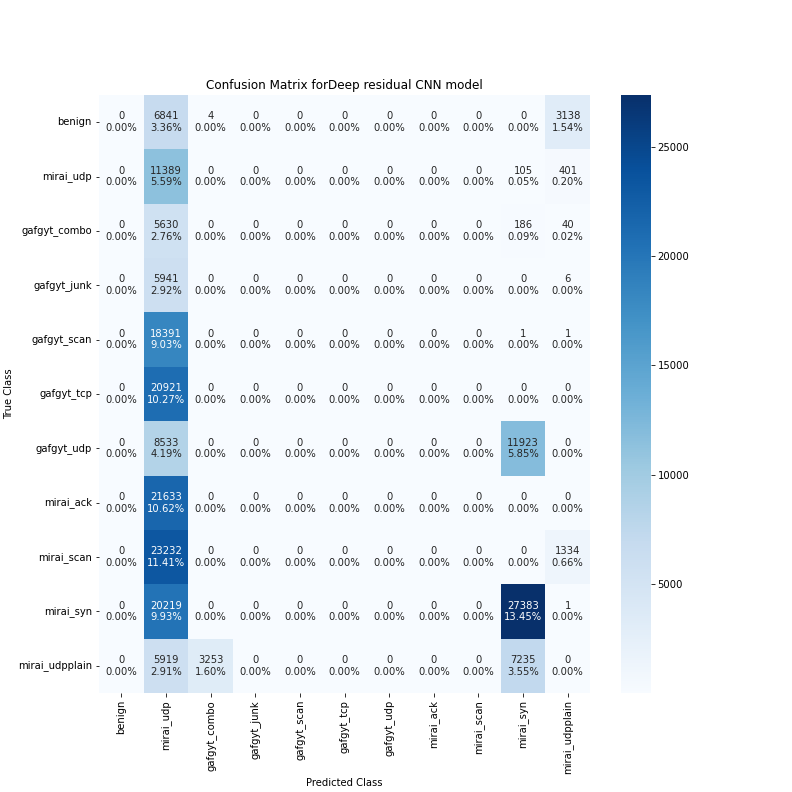 Confusion Matrix forDeep residual CNN model
benign 0 6841 4 0 0 0 0 0 0 0 3138
0.00% 3.36% 0.00% 0.00% 0.00% 0.00% 0.00% 0.00% 0.00% 0.00% 1.54%
mirai_udp 0 11389 0 0 0 0 0 0 0 105 401
0.00% 5.59% 0.00% 0.00% 0.00% 0.00% 0.00% 0.00% 0.00% 0.05% 0.20%
gafgyt_combo 0 5630 0 0 0 0 0 0 0 186 40
0.00% 2.76% 0.00% 0.00% 0.00% 0.00% 0.00% 0.00% 0.00% 0.09% 0.02%
gafgyt_junk 0 5941 0 0 0 0 0 0 0 0 6
0.00% 2.92% 0.00% 0.00% 0.00% 0.00% 0.00% 0.00% 0.00% 0.00% 0.00%
gafgyt_scan 0 18391 0 0 0 0 0 0 0 1 1
0.00% 9.03% 0.00% 0.00% 0.00% 0.00% 0.00% 0.00% 0.00% 0.00% 0.00%
gafgyt_tcp 0 20921 0 0 0 0 0 0 0 0 0
0.00% 10.27% 0.00% 0.00% 0.00% 0.00% 0.00% 0.00% 0.00% 0.00% 0.00%
gafgyt_udp 0 8533 0 0 0 0 0 0 0 11923 0
0.00% 4.19% 0.00% 0.00% 0.00% 0.00% 0.00% 0.00% 0.00% 5.85% 0.00%
mirai_ack 0 21633 0 0 0 0 0 0 0 0 0
0.00% 10.62% 0.00% 0.00% 0.00% 0.00% 0.00% 0.00% 0.00% 0.00% 0.00%
mirai_scan 0 23232 0 0 0 0 0 0 0 0 1334
0.00% 11.41% 0.00% 0.00% 0.00% 0.00% 0.00% 0.00% 0.00% 0.00% 0.66%
mirai_syn 0 20219 0 0 0 0 0 0 0 27383 1
0.00% 9.93% 0.00% 0.00% 0.00% 0.00% 0.00% 0.00% 0.00% 13.45% 0.00%
mirai_udpplain 0 5919 3253 0 0 0 0 0 0 7235 0
0.00% 2.91% 1.60% 0.00% 0.00% 0.00% 0.00% 0.00% 0.00% 3.55% 0.00%
True Class
benign
mirai_udp
gafgyt_combo
gafgyt_junk
gafgyt_scan
gafgyt_tcp
gafgyt_udp
mirai_ack
mirai_scan
mirai_syn
mirai_udpplain
Predicted Class
25000
20000
15000
10000
5000